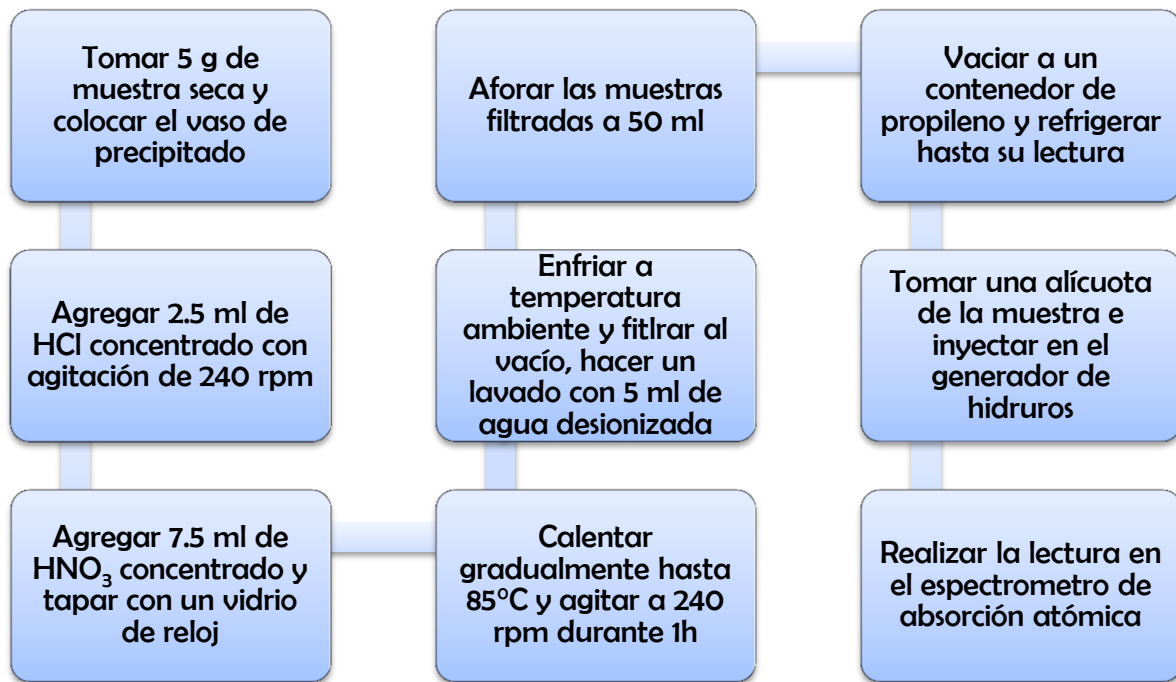 Tomar 5 g de
muestra seca y
colocar el vaso de
precipitado
Agregar 2.5 ml de
HCl concentrado con
agitación de 240 rpm
Agregar 7.5 ml de
HNO₃ concentrado y
tapar con un vidrio
de reloj
Calentar
gradualmente hasta
85°C y agitar a 240
rpm durante 1h
Enfriar a
temperatura
ambiente y fitlrar al
vacío, hacer un
lavado con 5 ml de
agua desionizada
Aforar las muestras
filtradas a 50 ml
Vaciar a un
contenedor de
propileno y refrigerar
hasta su lectura
Tomar una alícuota
de la muestra e
inyectar en el
generador de
hidruros
Realizar la lectura en
el espectrometro de
absorción atómica